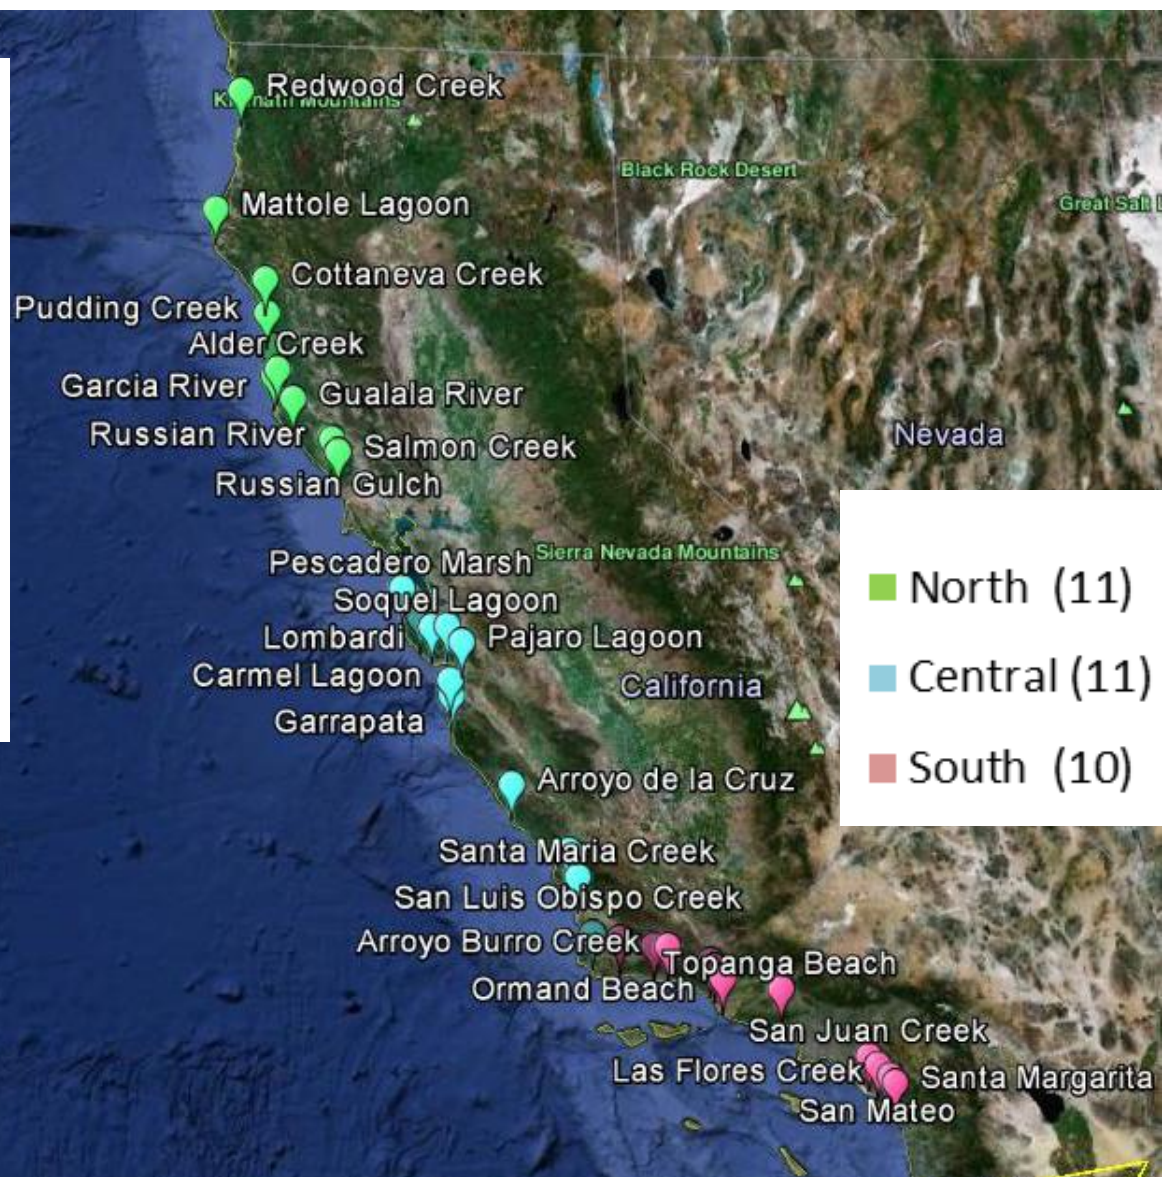 Redwood Creek
Klamath Mountains
Black Rock Desert
Mattole Lagoon
Great Salt L
Cottaneva Creek
Pudding Creek
Alder Creek
Garcia River
Gualala River
Russian River
Nevada
Salmon Creek
Russian Gulch
Pescadero Marsh
Sierra Nevada Mountains
North (11)
Soquel Lagoon
Lombardi
Pajaro Lagoon
Carmel Lagoon
California
Central (11)
Garrapata
South (10)
Arroyo de la Cruz
Santa Maria Creek
San Luis Obispo Creek
Arroyo Burro Creek
Topanga Beach
Ormand Beach
San Juan Creek
Las Flores Creek
Santa Margarita
San Mateo